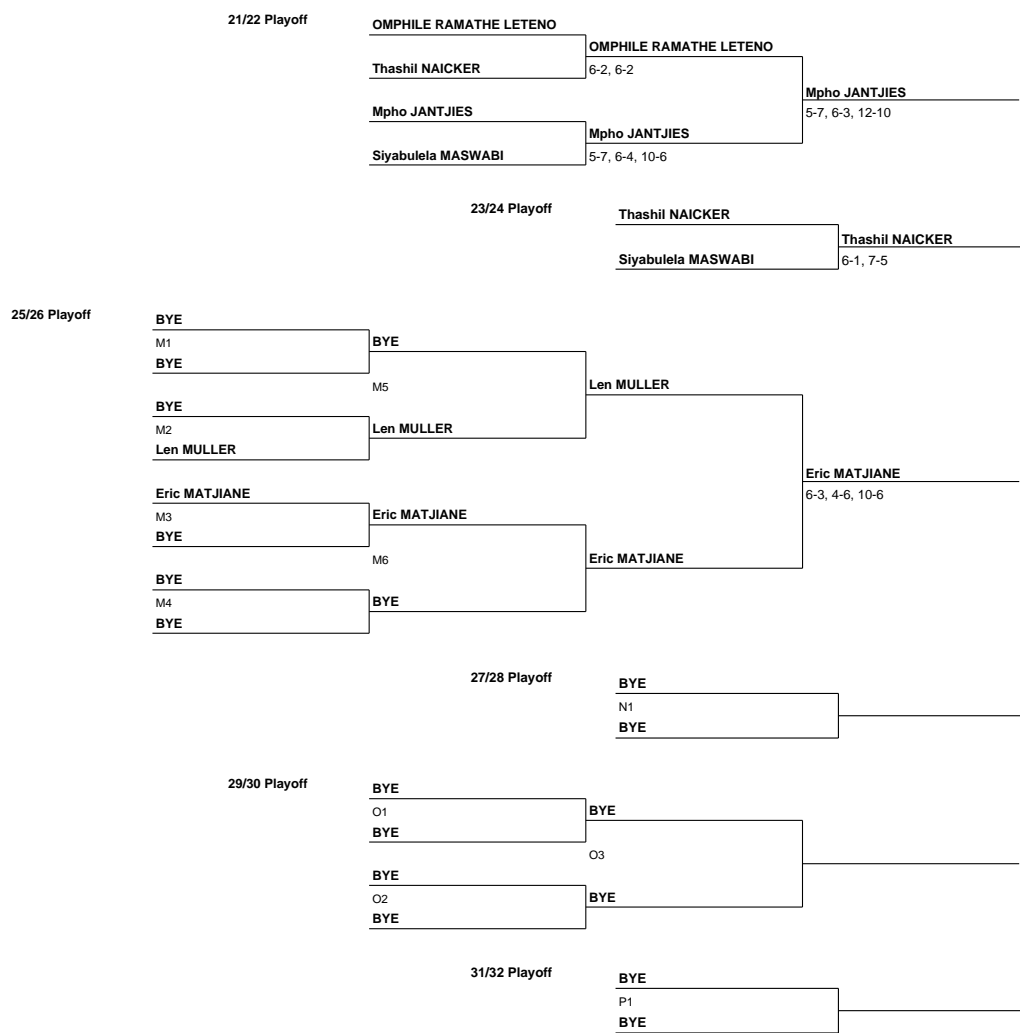 21/22 Playoff
OMPHILE RAMATHE LETENO
OMPHILE RAMATHE LETENO
Thashil NAICKER
6-2, 6-2
Mpho JANTJIES
5-7, 6-3, 12-10
Mpho JANTJIES
Mpho JANTJIES
Siyabulela MASWABI
5-7, 6-4, 10-6
23/24 Playoff
Thashil NAICKER
Thashil NAICKER
Siyabulela MASWABI
6-1, 7-5
25/26 Playoff
BYE
M1
BYE
BYE
M5
Len MULLER
BYE
M2
Len MULLER
Len MULLER
Eric MATJIANE
6-3, 4-6, 10-6
Eric MATJIANE
M3
Eric MATJIANE
BYE
M6
Eric MATJIANE
BYE
M4
BYE
BYE
27/28 Playoff
BYE
N1
BYE
29/30 Playoff
BYE
O1
BYE
BYE
O3
BYE
O2
BYE
BYE
31/32 Playoff
BYE
P1
BYE